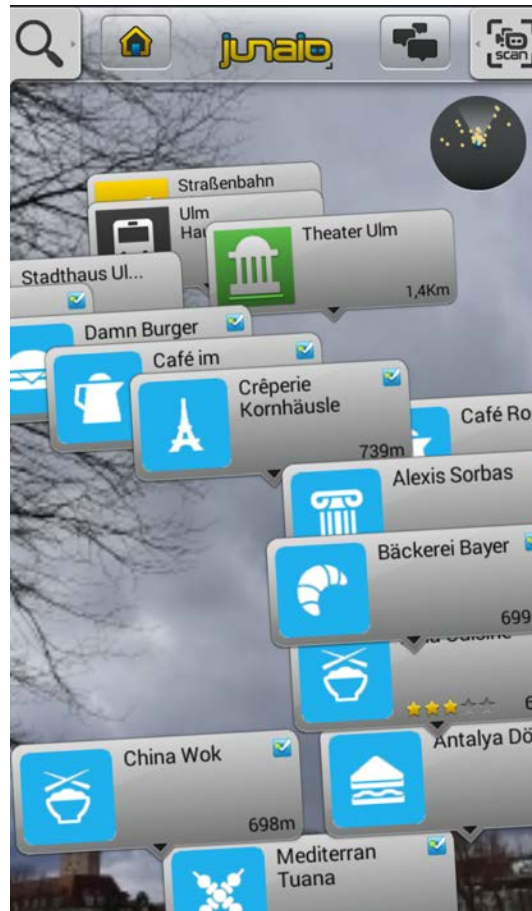 junaio
scan
Straßenbahn
Ulm
Theater Ulm
1,4Km
Stadthaus Ul...
Damn Burger
Café im
Crêperie
Kornhäusle
739m
Café Ro
Alexis Sorbas
Bäckerei Bayer
699
China Wok
698m
Antalya Dö
Mediterran
Tuana